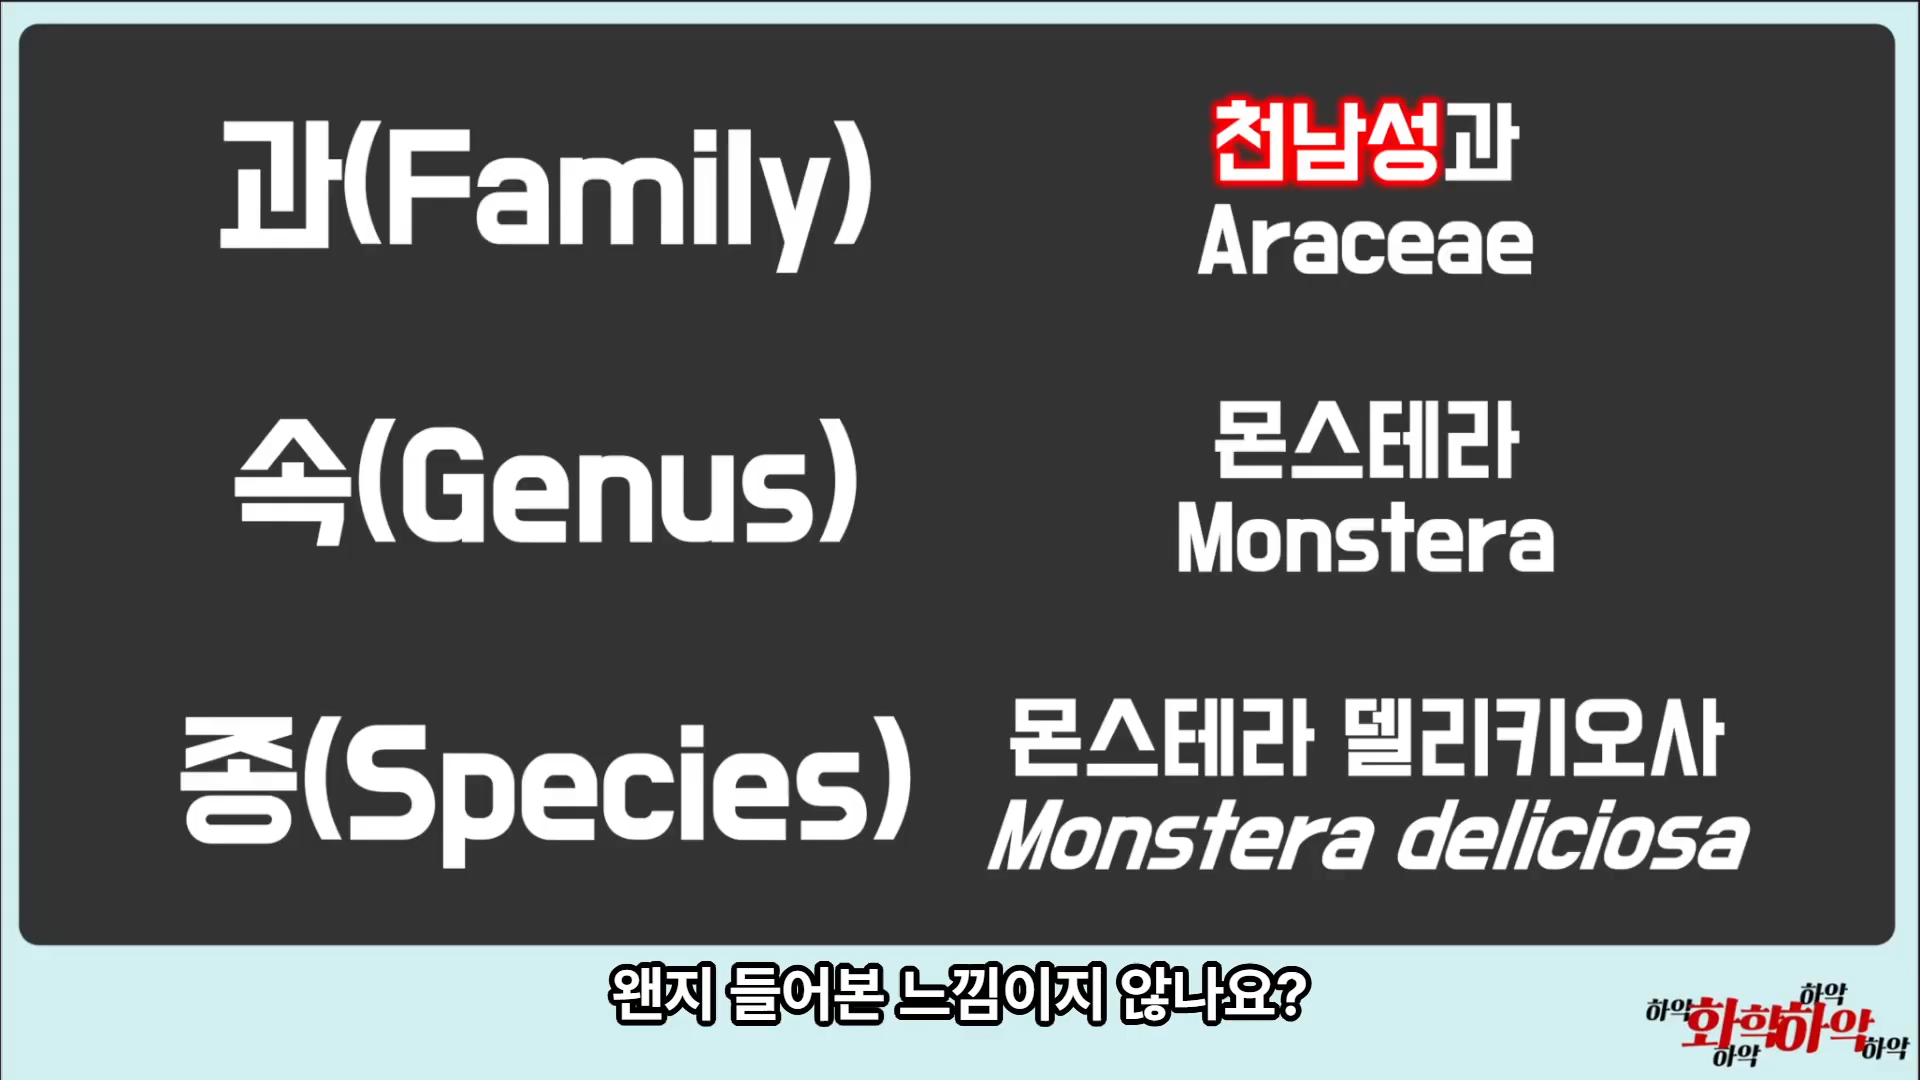 과(Family)
천남성과
Araceae
속(Genus)
몬스테라
Monstera
종(Species)
몬스테라 델리키오사
Monstera deliciosa
왠지 들어본 느낌이지 않나요?
하악
하악
화학하악
하악
하악